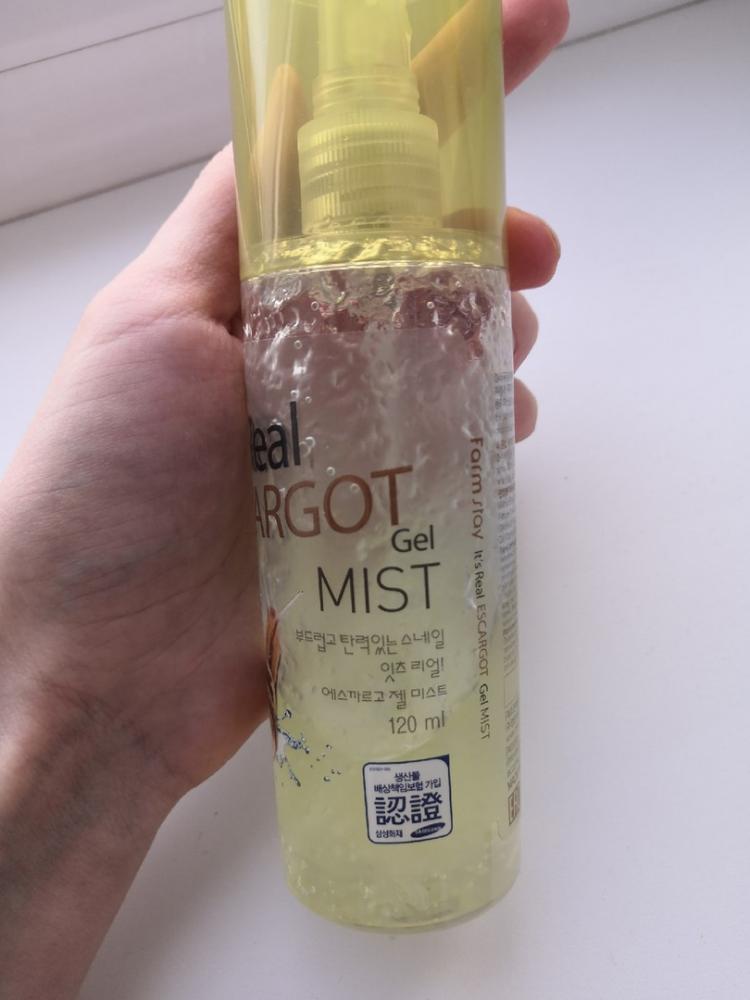 Real
ARGOT
Gel
MIST
부드럽고 탄력있는 스네일
잇츠 리얼!
에스까르고 젤 미스트
120 ml
생산물
배상책임보험 가입
認證
삼성화재
SAMSUNG
Farm stay It's Real ESCARGOT Gel MIST